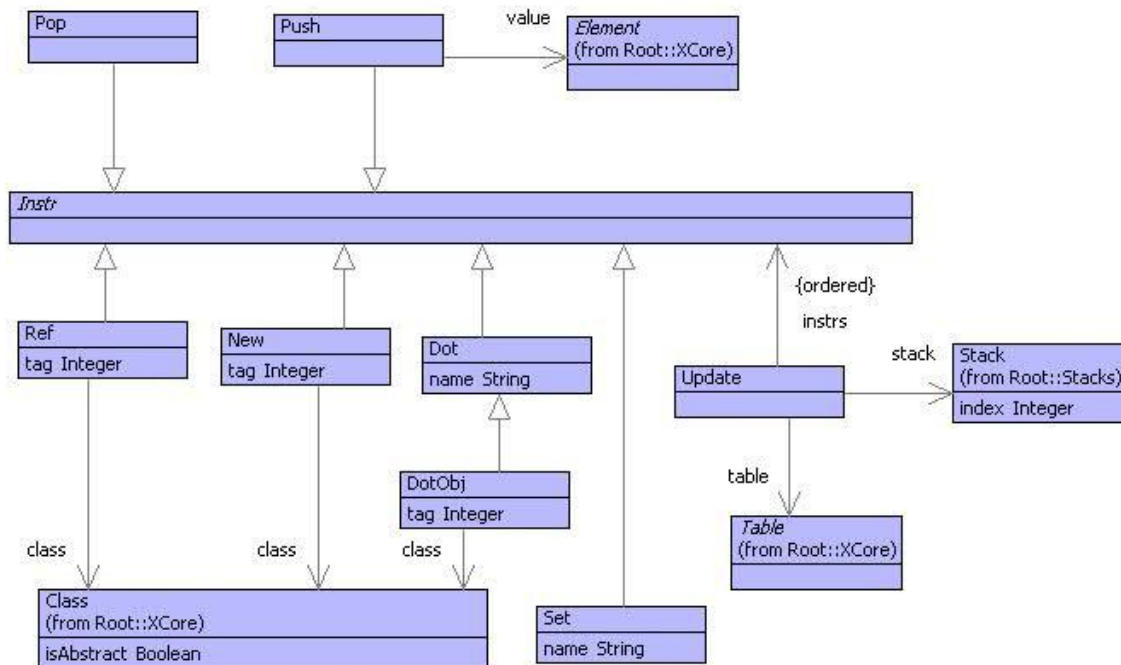 Pop
Push
value
Element
(from Root::XCore)
Instr
{ordered}
instrs
Ref
tag Integer
New
tag Integer
Dot
name String
Update
stack
Stack
(from Root::Stacks)
index Integer
DotObj
tag Integer
table
Table
(from Root::XCore)
class
class
class
Class
(from Root::XCore)
isAbstract Boolean
Set
name String